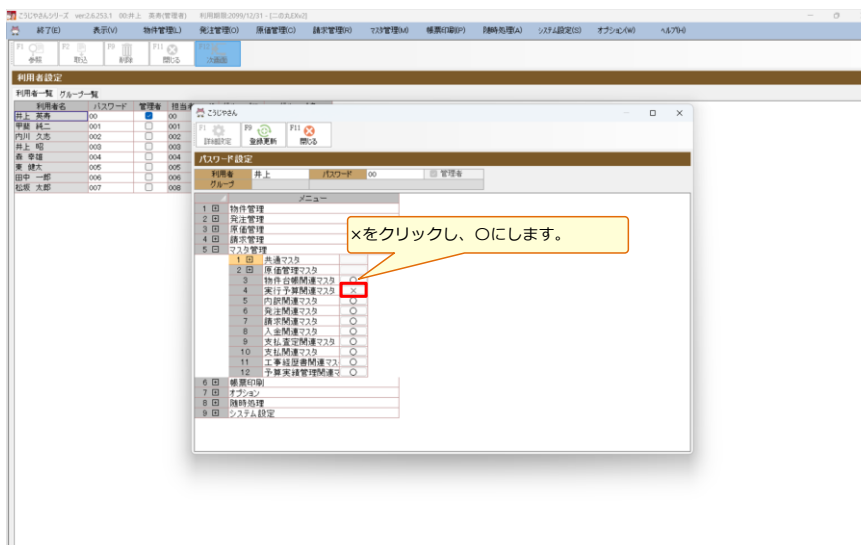 こうじやさんシリーズ ver.2.6.253.1 00:井上 英寿(管理者) 利用期限:2099/12/31
終了(E) 表示(V) 物件管理(L) 発注管理(O) 原価管理(C) 請求管理(R) マスタ管理(M) 帳票印刷(P) 随時処理(A) システム設定(S) オプション(W) ヘルプ(H)
F1 F2 F9 F11 F12
参照 取込 削除 閉じる 次画面
利用者設定
利用者一覧 グループ一覧
利用者名 パスワード 管理者 担当者
井上 英寿 00 00
甲斐 純二 001 001
内川 久志 002 002
井上 昭 003 003
森 幸雄 004 004
東 健太 005 005
田中 一郎 006 006
松坂 太郎 007 008
こうじやさん
F1 F9 F11
詳細設定 登録更新 閉じる
パスワード設定
利用者 井上 パスワード 00 管理者
グループ
メニュー
1 物件管理
2 発注管理
3 原価管理
4 請求管理
5 マスタ管理
1 共通マスタ
2 原価管理マスタ
3 物件台帳関連マスタ ○
4 実行予算関連マスタ ×
5 内訳関連マスタ ○
6 発注関連マスタ ○
7 請求関連マスタ ○
8 入金関連マスタ ○
9 支払査定関連マスタ ○
10 支払関連マスタ ○
11 工事経歴書関連マス ○
12 予算実績管理関連マ ○
6 帳票印刷
7 オプション
8 随時処理
9 システム設定
×をクリックし、〇にします。